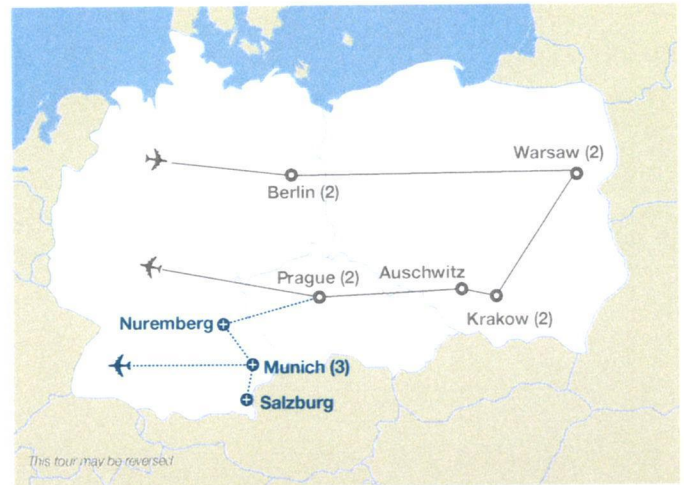 Warsaw (2)
Berlin (2)
Prague (2)
Auschwitz
Krakow (2)
Nuremberg
Munich (3)
Salzburg
This tour may be reversed